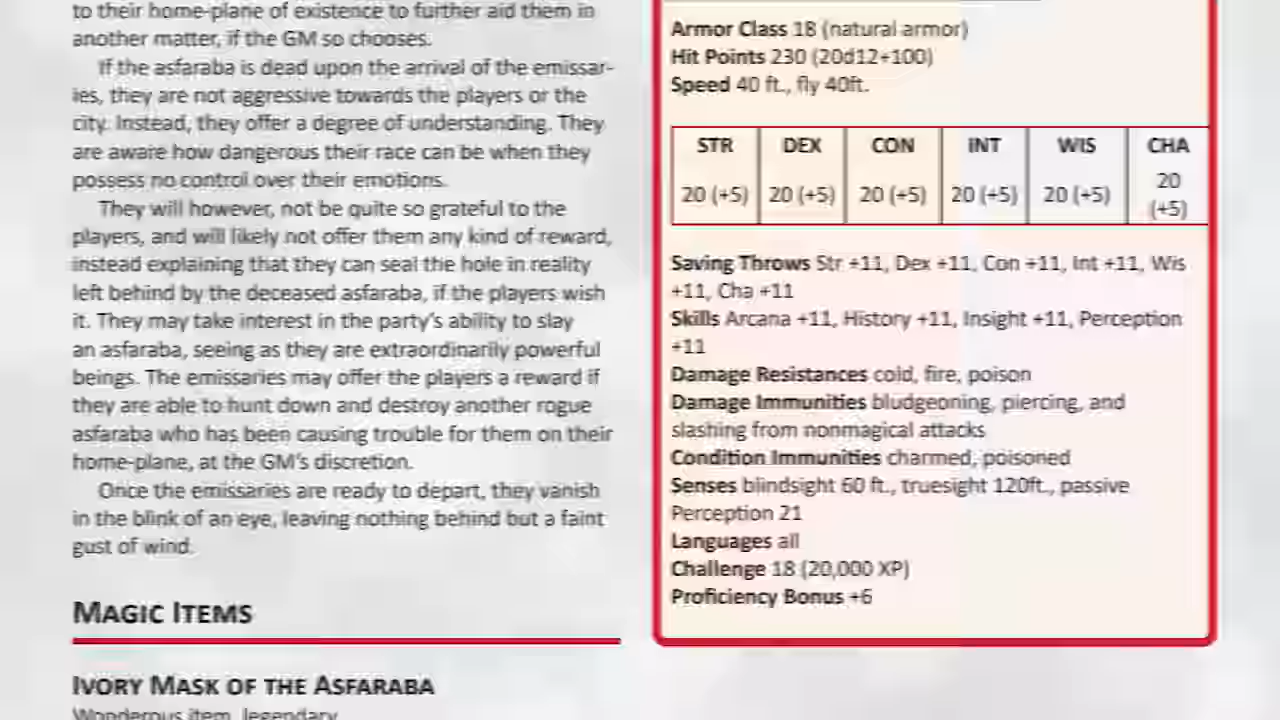 to their home-plane of existence to further aid them in
another matter, if the GM so chooses.
If the asfaraba is dead upon the arrival of the emissar-
ies, they are not aggressive towards the players or the
city. Instead, they offer a degree of understanding. They
are aware how dangerous their race can be when they
possess no control over their emotions.
They will however, not be quite so grateful to the
players, and will likely not offer them any kind of reward,
instead explaining that they can seal the hole in reality
left behind by the deceased asfaraba, if the players wish
it. They may take interest in the party's ability to slay
an asfaraba, seeing as they are extraordinarily powerful
beings. The emissaries may offer the players a reward if
they are able to hunt down and destroy another rogue
asfaraba who has been causing trouble for them on their
home-plane, at the GM's discretion.
Once the emissaries are ready to depart, they vanish
in the blink of an eye, leaving nothing behind but a faint
gust of wind.
MAGIC ITEMS
IVORY MASK OF THE ASFARABA
Wonderous item, legendary
Armor Class 18 (natural armor)
Hit Points 230 (20d12+100)
Speed 40 ft., fly 40ft.
STR DEX CON INT WIS CHA
20 (+5) 20 (+5) 20 (+5) 20 (+5) 20 (+5) 20
(+5)
Saving Throws Str +11, Dex +11, Con +11, Int +11, Wis
+11, Cha +11
Skills Arcana +11, History +11, Insight +11, Perception
+11
Damage Resistances cold, fire, poison
Damage Immunities bludgeoning, piercing, and
slashing from nonmagical attacks
Condition Immunities charmed, poisoned
Senses blindsight 60 ft., truesight 120ft., passive
Perception 21
Languages all
Challenge 18 (20,000 XP)
Proficiency Bonus +6